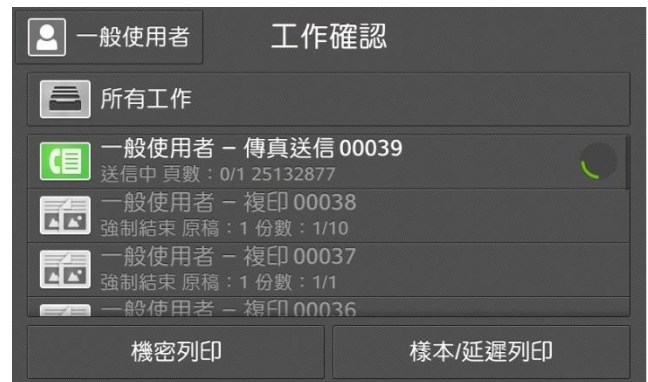 一般使用者
工作確認
所有工作
一般使用者 – 傳真送信 00039
送信中 頁數：0/1 25132877
一般使用者 – 複印 00038
強制結束 原稿：1 份數：1/10
一般使用者 – 複印 00037
強制結束 原稿：1 份數：1/1
一般使用者 – 複印 00036
機密列印
樣本/延遲列印